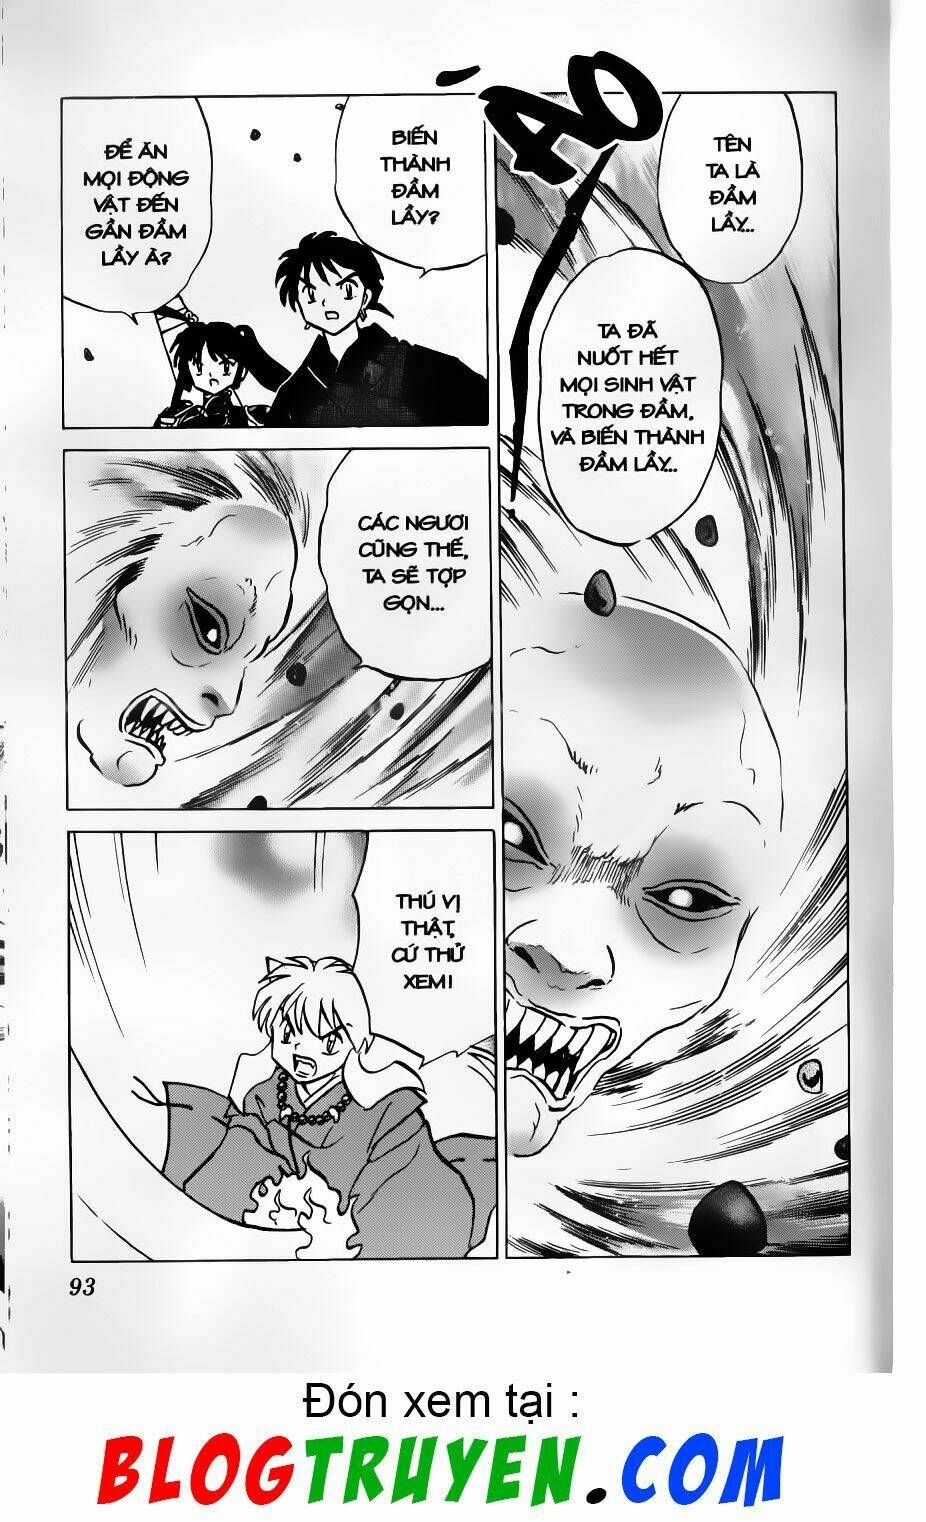 ÀO
TÊN
TA LÀ
ĐẦM
LẦY...
TA ĐÃ
NUỐT HẾT
MỌI SINH VẬT
TRONG ĐẦM,
VÀ BIẾN THÀNH
ĐẦM LẦY...
BIẾN
THÀNH
ĐẦM
LẦY?
ĐỂ ĂN
MỌI ĐỘNG
VẬT ĐẾN
GẦN ĐẦM
LẦY À?
CÁC NGƯƠI
CŨNG THẾ,
TA SẼ TỢP
GỌN...
THÚ VỊ
THẬT,
CỨ THỬ
XEM!
93
Đón xem tại :
BLOGTRUYEN.COM